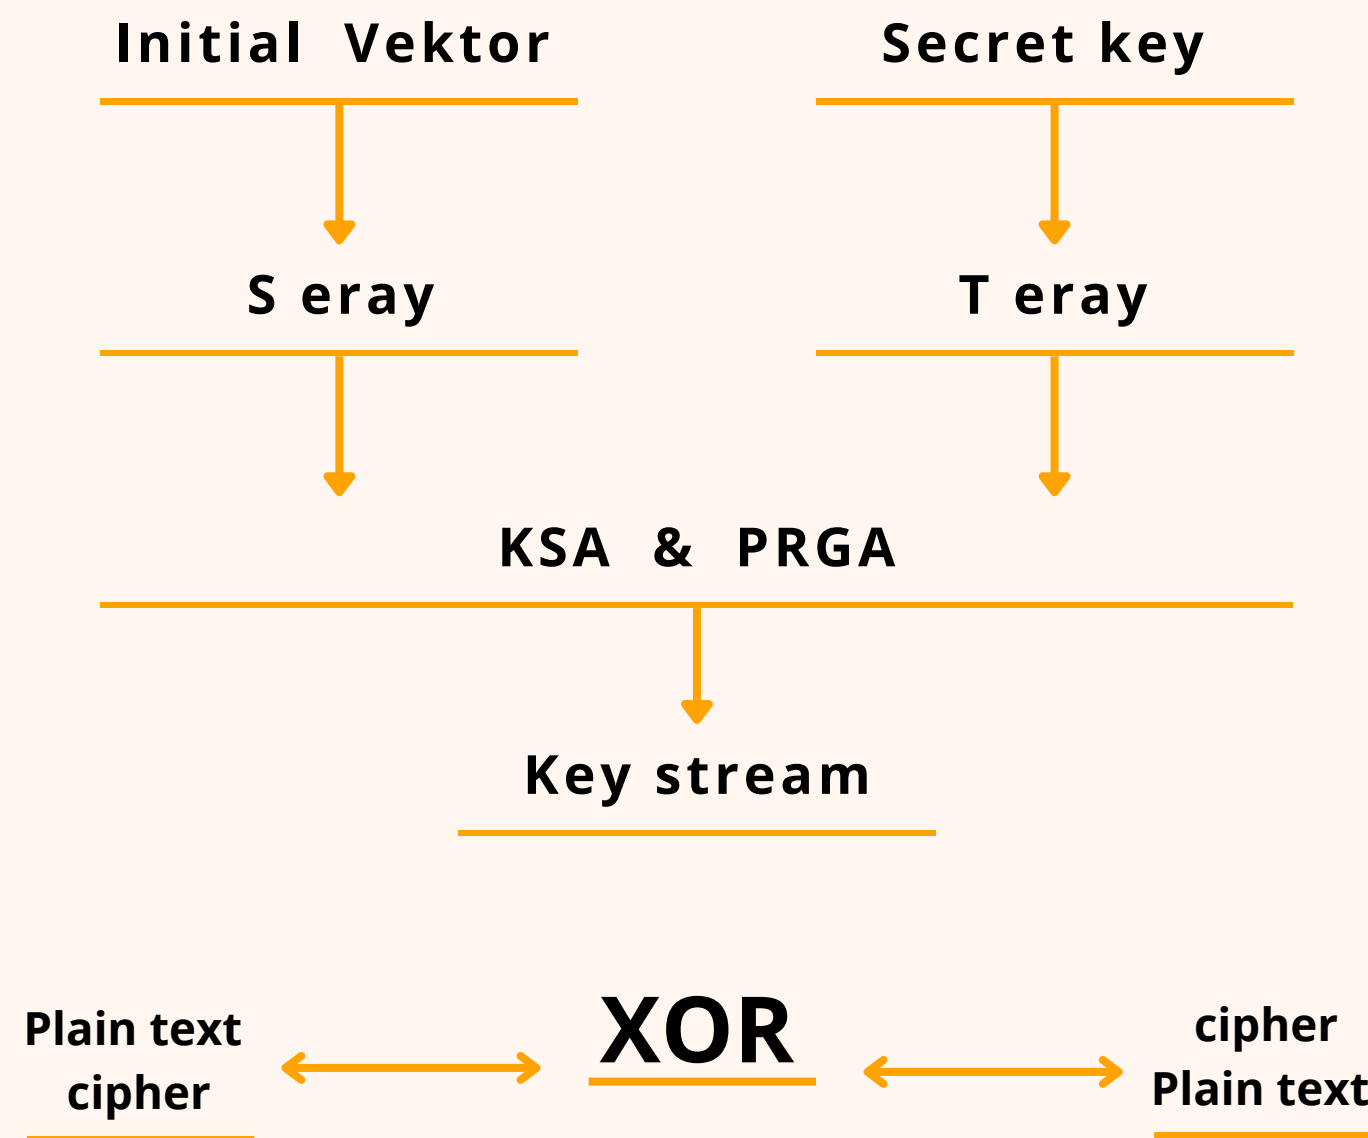 Initial Vektor
Secret key
S eray
T eray
KSA & PRGA
Key stream
XOR
Plain text
cipher
cipher
Plain text